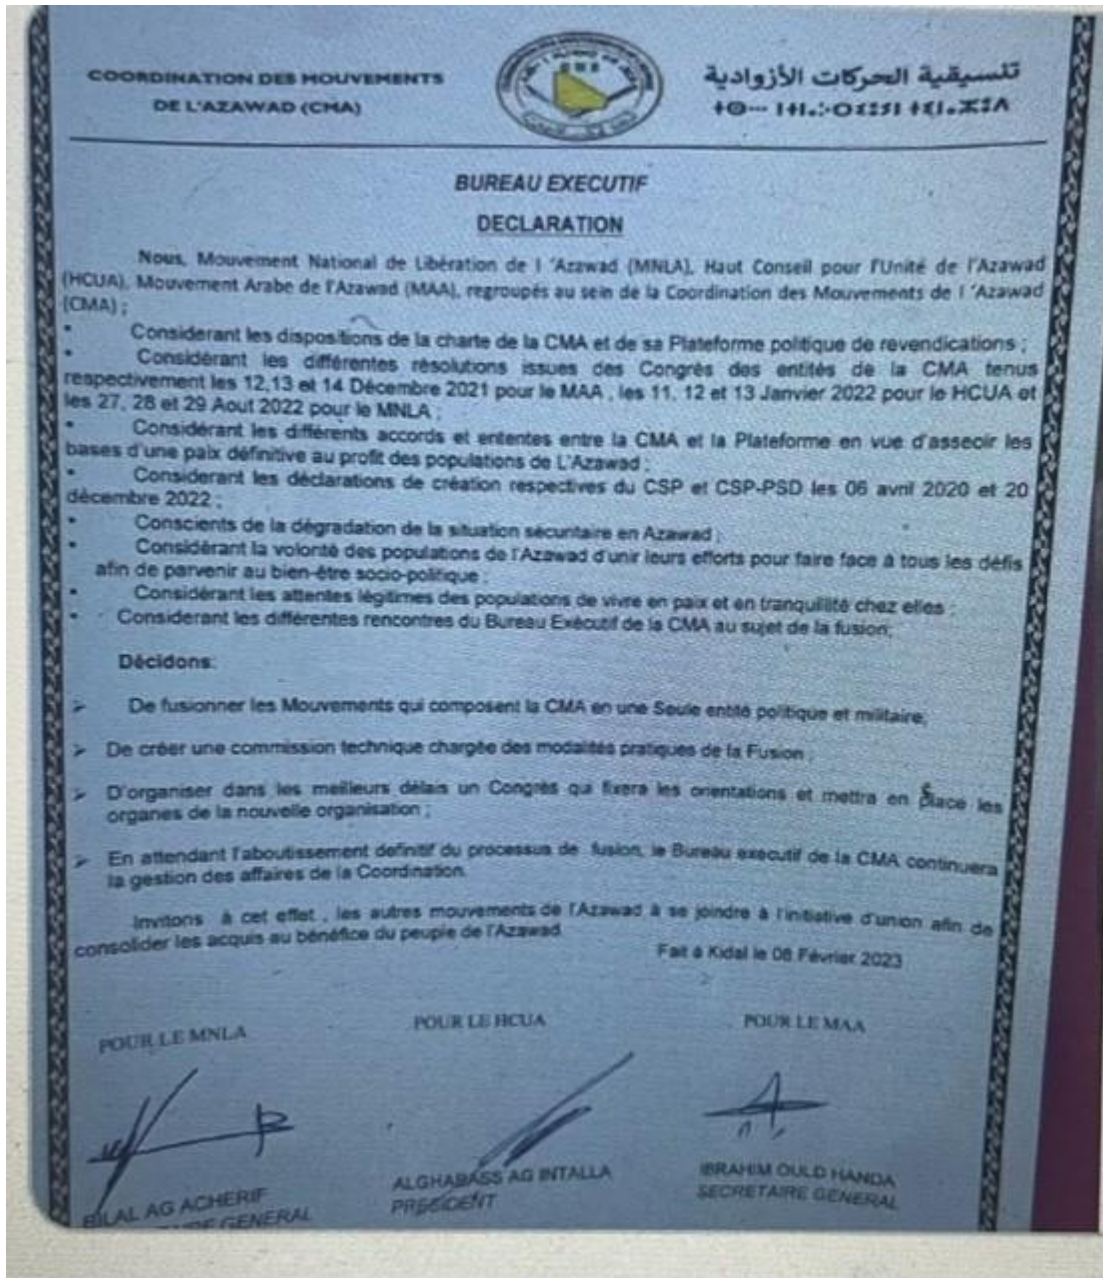 COORDINATION DES MOUVEMENTS
DE L'AZAWAD (CMA)
تنسيقية الحركات الأزوادية
BUREAU EXECUTIF
DECLARATION
Nous, Mouvement National de Libération de l 'Azawad (MNLA), Haut Conseil pour l'Unité de l'Azawad
(HCUA), Mouvement Arabe de l'Azawad (MAA), regroupés au sein de la Coordination des Mouvements de l 'Azawad
(CMA) ;
• Considerant les dispositions de la charte de la CMA et de sa Plateforme politique de revendications ;
• Considérant les différentes résolutions issues des Congrès des entités de la CMA tenus
respectivement les 12,13 et 14 Décembre 2021 pour le MAA , les 11, 12 et 13 Janvier 2022 pour le HCUA et
les 27, 28 et 29 Aout 2022 pour le MNLA ;
• Considérant les différents accords et ententes entre la CMA et la Plateforme en vue d'asseoir les
bases d'une paix définitive au profit des populations de L'Azawad ;
• Considerant les déclarations de création respectives du CSP et CSP-PSD les 06 avril 2020 et 20
décembre 2022 ;
• Conscients de la dégradation de la situation sécuritaire en Azawad ;
• Considérant la volonté des populations de l'Azawad d'unir leurs efforts pour faire face à tous les défis
afin de parvenir au bien-être socio-politique ;
• Considérant les attentes légitimes des populations de vivre en paix et en tranquilité chez elles ;
• Considerant les différentes rencontres du Bureau Exécutif de la CMA au sujet de la fusion;
Décidons:
➢ De fusionner les Mouvements qui composent la CMA en une Seule entité politique et militaire;
➢ De créer une commission technique chargée des modalités pratiques de la Fusion ;
➢ D'organiser dans les meilleurs délais un Congrès qui fixera les orientations et mettra en place les
organes de la nouvelle organisation ;
➢ En attendant l'aboutissement definitif du processus de fusion, le Bureau executif de la CMA continuera
la gestion des affaires de la Coordination.
Invitons à cet effet , les autres mouvements de l'Azawad à se joindre à l'initiative d'union afin de
consolider les acquis au bénéfice du peuple de l'Azawad
Fait à Kidal le 08 Février 2023
POUR LE MNLA
POUR LE HCUA
POUR LE MAA
BILAL AG ACHERIF
GENERAL
ALGHABASS AG INTALLA
PRESIDENT
IBRAHIM OULD HANDA
SECRETAIRE GENERAL